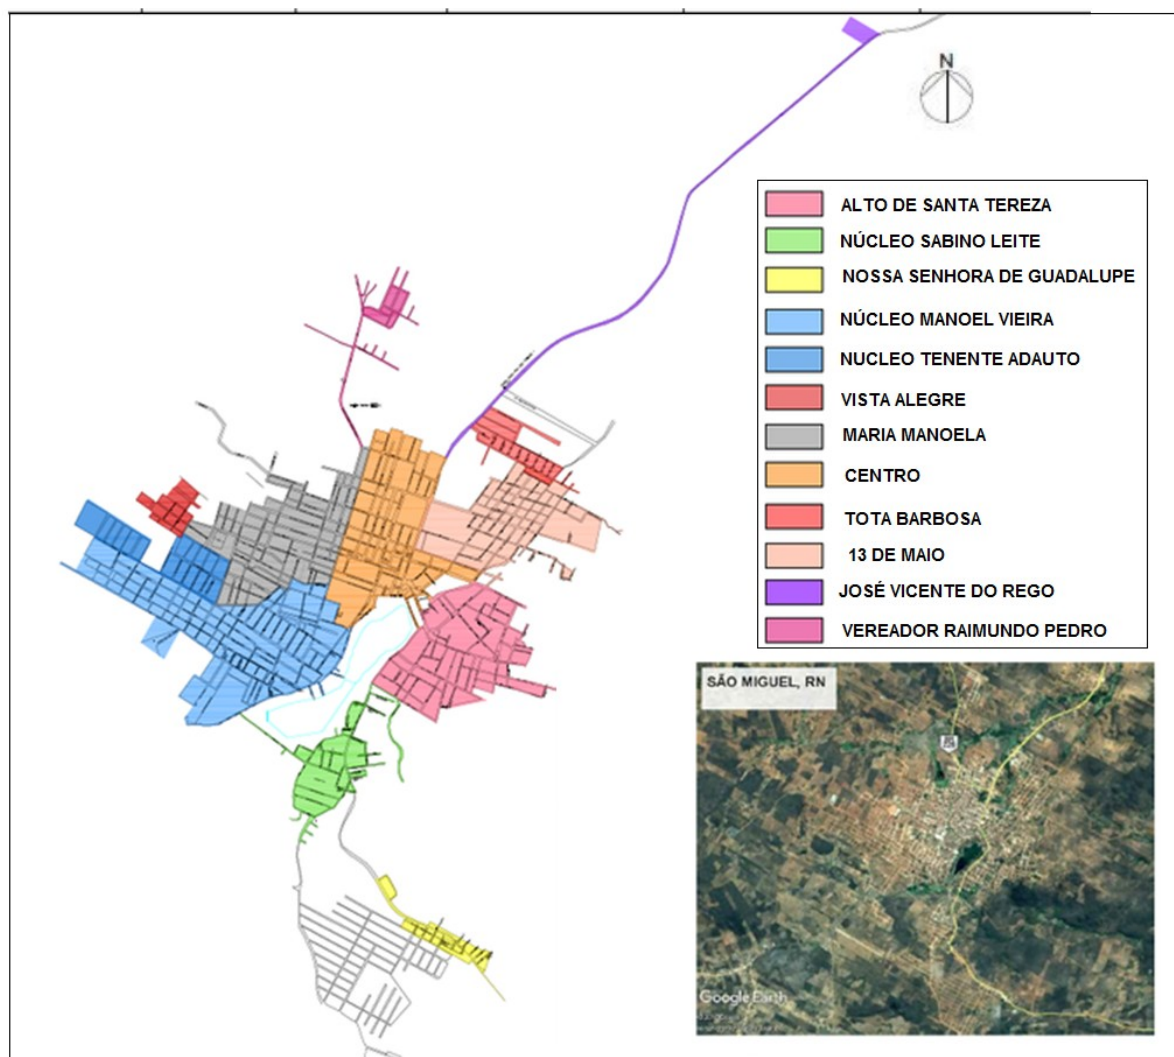 N
ALTO DE SANTA TEREZA
NÚCLEO SABINO LEITE
NOSSA SENHORA DE GUADALUPE
NÚCLEO MANOEL VIEIRA
NUCLEO TENENTE ADAUTO
VISTA ALEGRE
MARIA MANOELA
CENTRO
TOTA BARBOSA
13 DE MAIO
JOSÉ VICENTE DO REGO
VEREADOR RAIMUNDO PEDRO
SÃO MIGUEL, RN
Google Earth